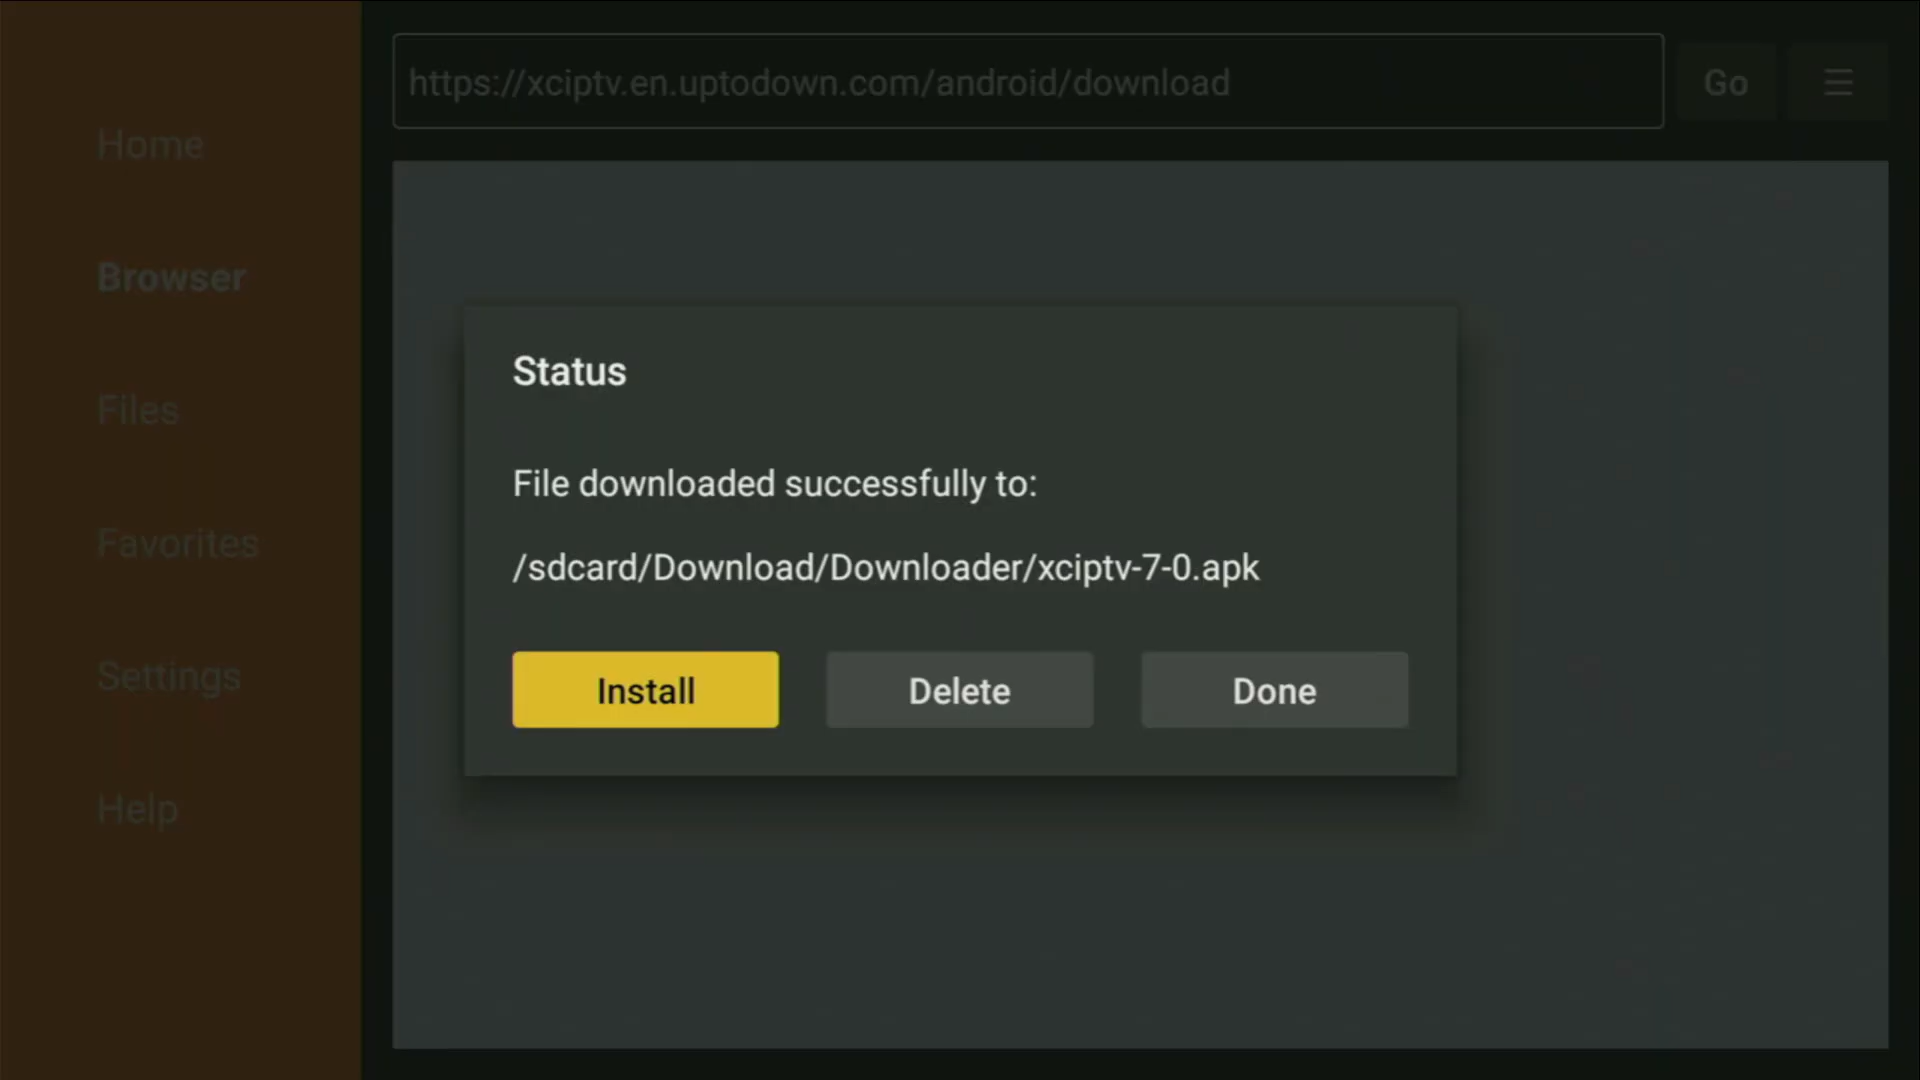 Home
Browser
Files
Favorites
Settings
Help
https://xciptv.en.uptodown.com/android/download
Go
Status
File downloaded successfully to:
/sdcard/Download/Downloader/xciptv-7-0.apk
Install
Delete
Done